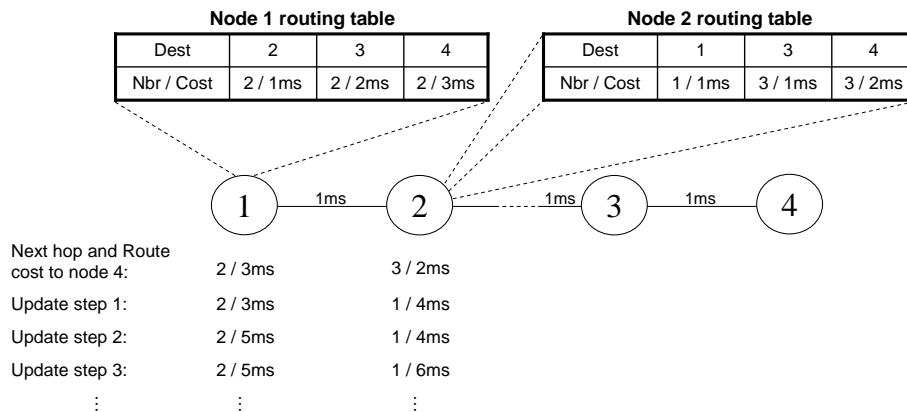 Node 1 routing table
Node 2 routing table
Dest 2 3 4
Nbr / Cost 2 / 1ms 2 / 2ms 2 / 3ms
Dest 1 3 4
Nbr / Cost 1 / 1ms 3 / 1ms 3 / 2ms
1 1ms 2 1ms 3 1ms 4
Next hop and Route
cost to node 4: 2 / 3ms 3 / 2ms
Update step 1: 2 / 3ms 1 / 4ms
Update step 2: 2 / 5ms 1 / 4ms
Update step 3: 2 / 5ms 1 / 6ms
⋮ ⋮ ⋮